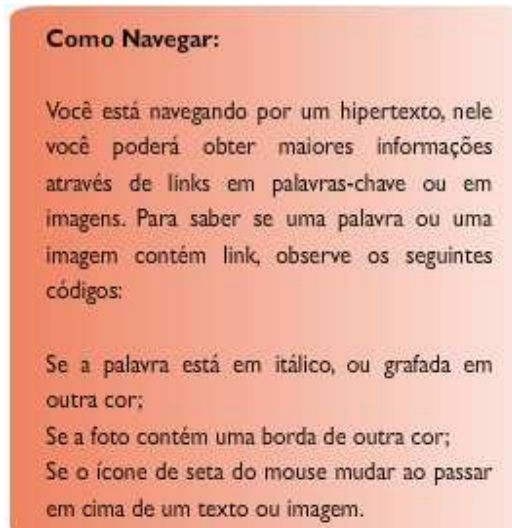 Como Navegar:
Você está navegando por um hipertexto, nele
você poderá obter maiores informações
através de links em palavras-chave ou em
imagens. Para saber se uma palavra ou uma
imagem contém link, observe os seguintes
códigos:
Se a palavra está em itálico, ou grafada em
outra cor;
Se a foto contém uma borda de outra cor;
Se o ícone de seta do mouse mudar ao passar
em cima de um texto ou imagem.